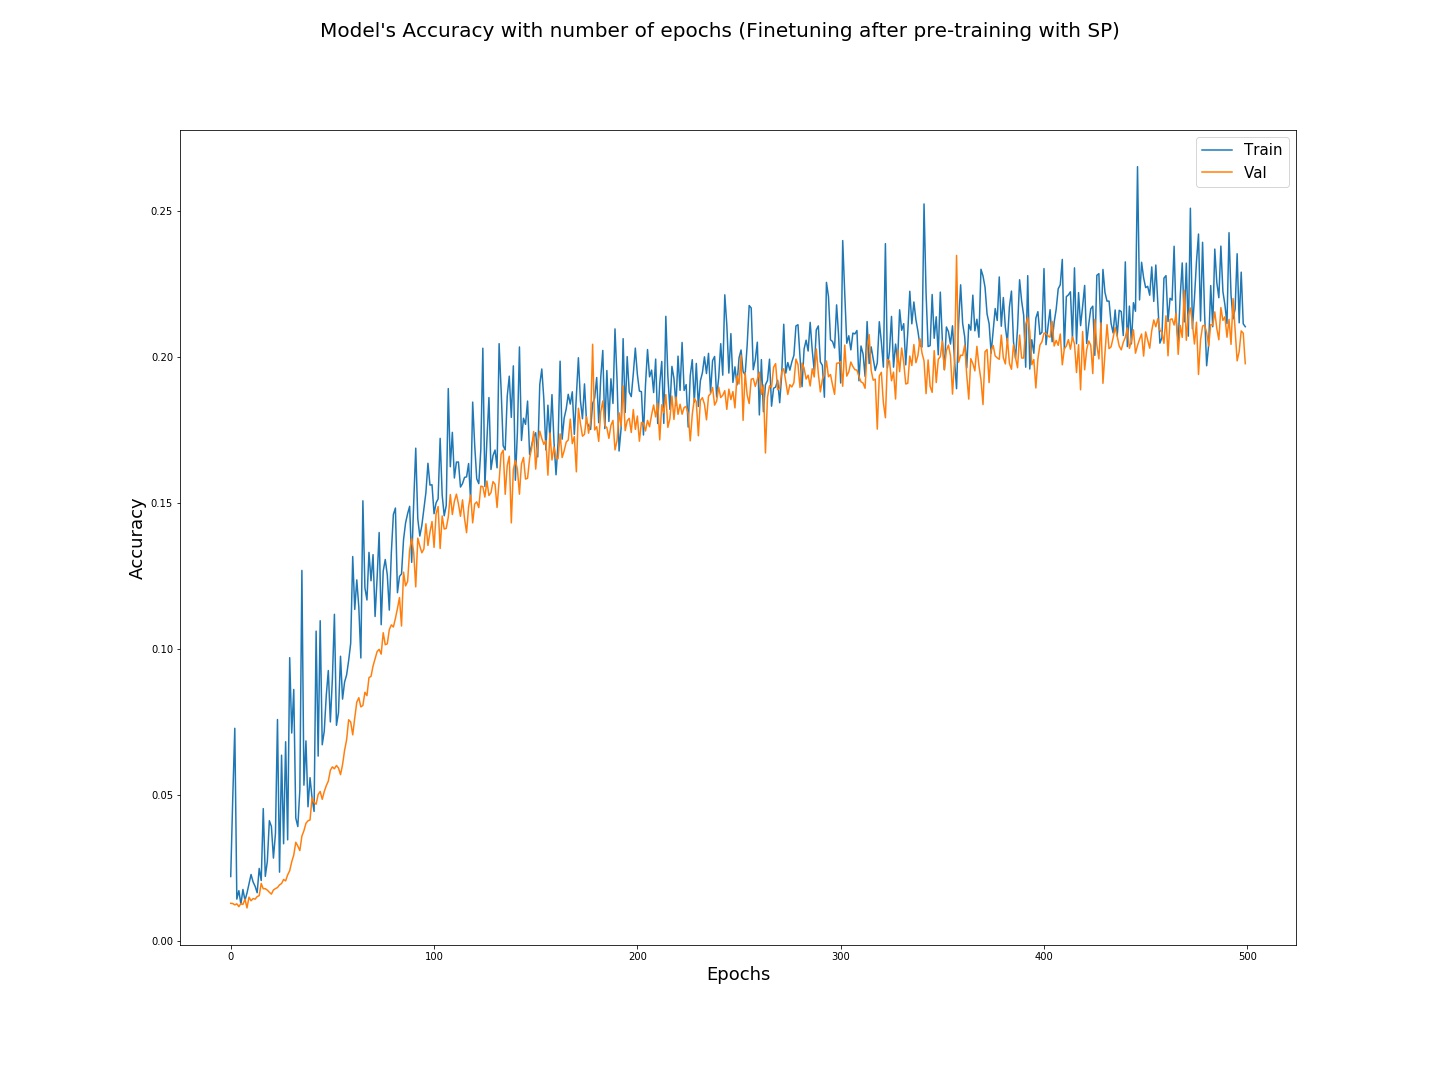 Model's Accuracy with number of epochs (Finetuning after pre-training with SP)
Train
Val
0.25
0.20
0.15
0.10
0.05
0.00
Accuracy
0 100 200 300 400 500
Epochs